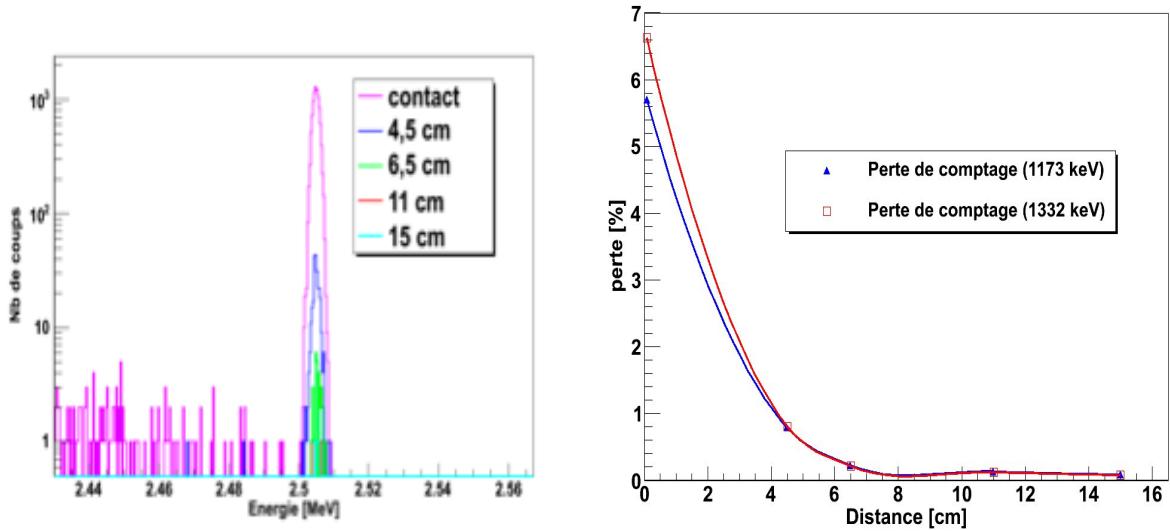 Nb de coups
10³
10²
10
1
contact
4,5 cm
6,5 cm
11 cm
15 cm
2.44 2.46 2.48 2.5 2.52 2.54 2.56
Energie [MeV]
perte [%]
7
6
5
4
3
2
1
0
Perte de comptage (1173 keV)
Perte de comptage (1332 keV)
0 2 4 6 8 10 12 14 16
Distance [cm]